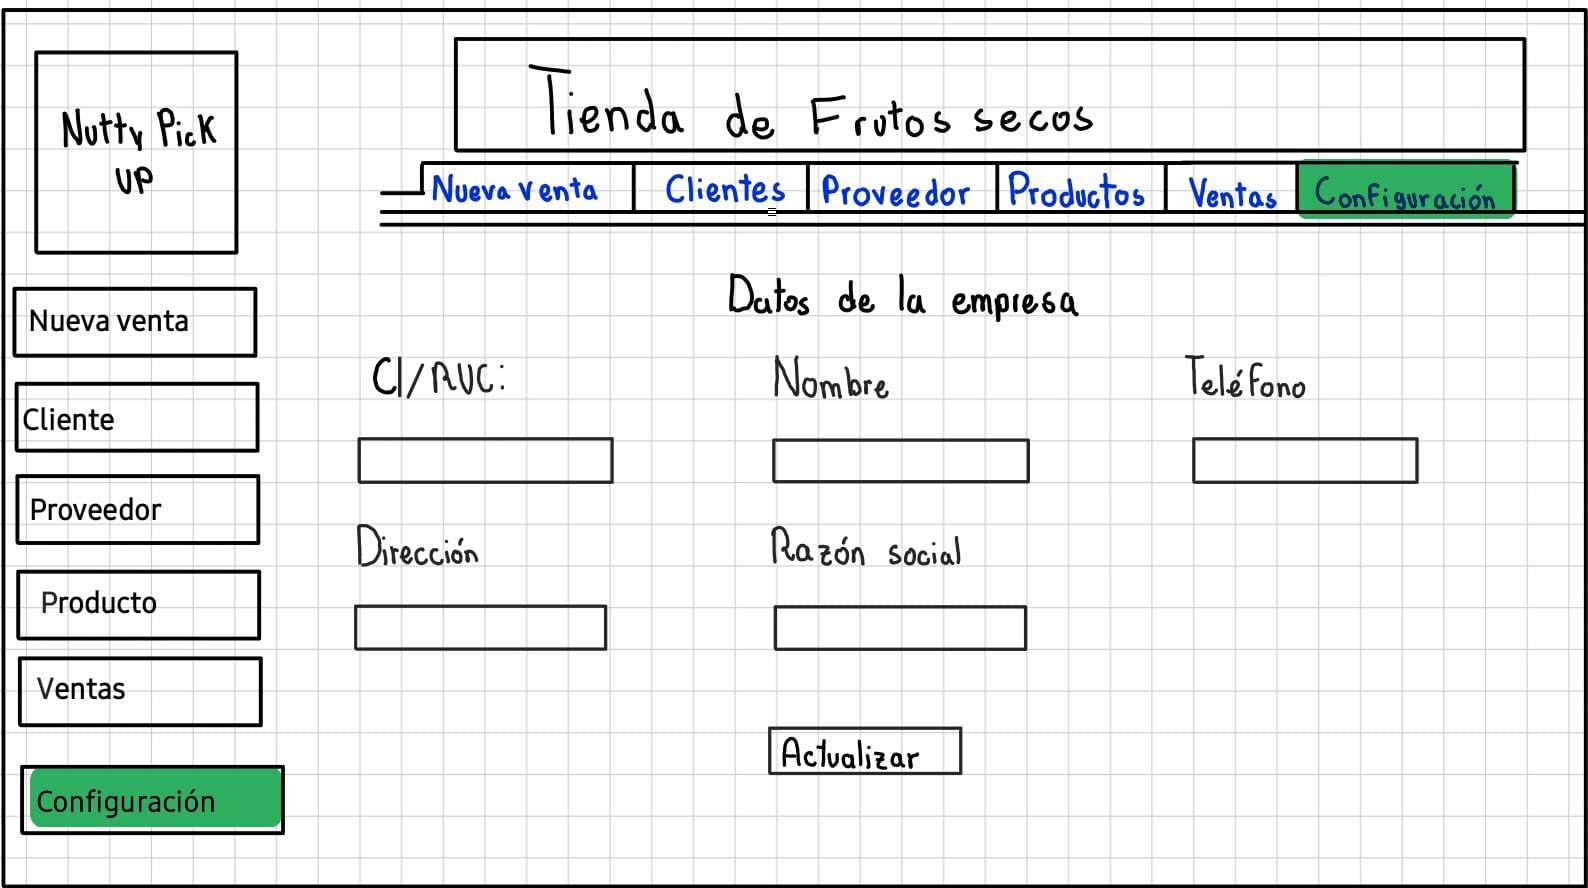 Nutty Pick
UP
Tienda de Frutos secos
Nueva venta Clientes Proveedor Productos Ventas Configuración
Nueva venta
Cliente
Proveedor
Producto
Ventas
Configuración
Datos de la empresa
CI/RUC: Nombre Teléfono
Dirección Razón social
Actualizar